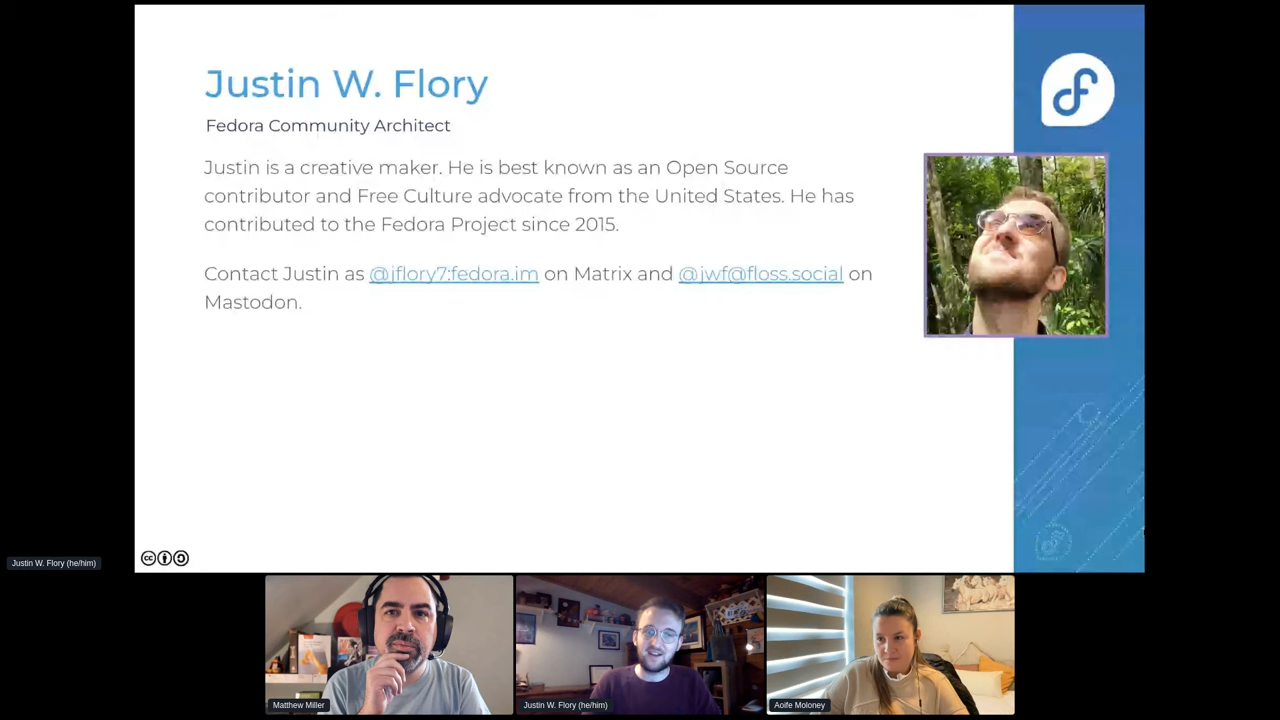 Justin W. Flory
Fedora Community Architect
Justin is a creative maker. He is best known as an Open Source
contributor and Free Culture advocate from the United States. He has
contributed to the Fedora Project since 2015.
Contact Justin as @jflory7:fedora.im on Matrix and @jwf@floss.social on
Mastodon.
Justin W. Flory (he/him)
Matthew Miller
Justin W. Flory (he/him)
Aoife Moloney